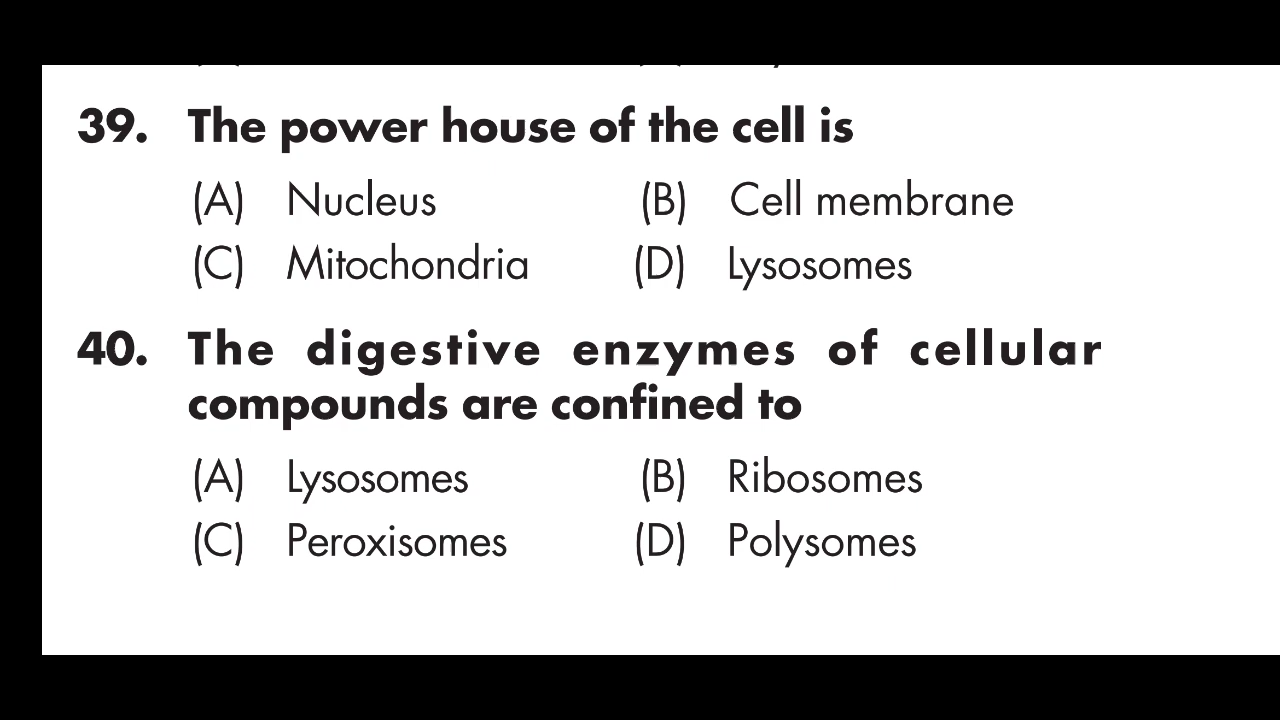 39. The power house of the cell is
(A) Nucleus (B) Cell membrane
(C) Mitochondria (D) Lysosomes
40. The digestive enzymes of cellular
compounds are confined to
(A) Lysosomes (B) Ribosomes
(C) Peroxisomes (D) Polysomes